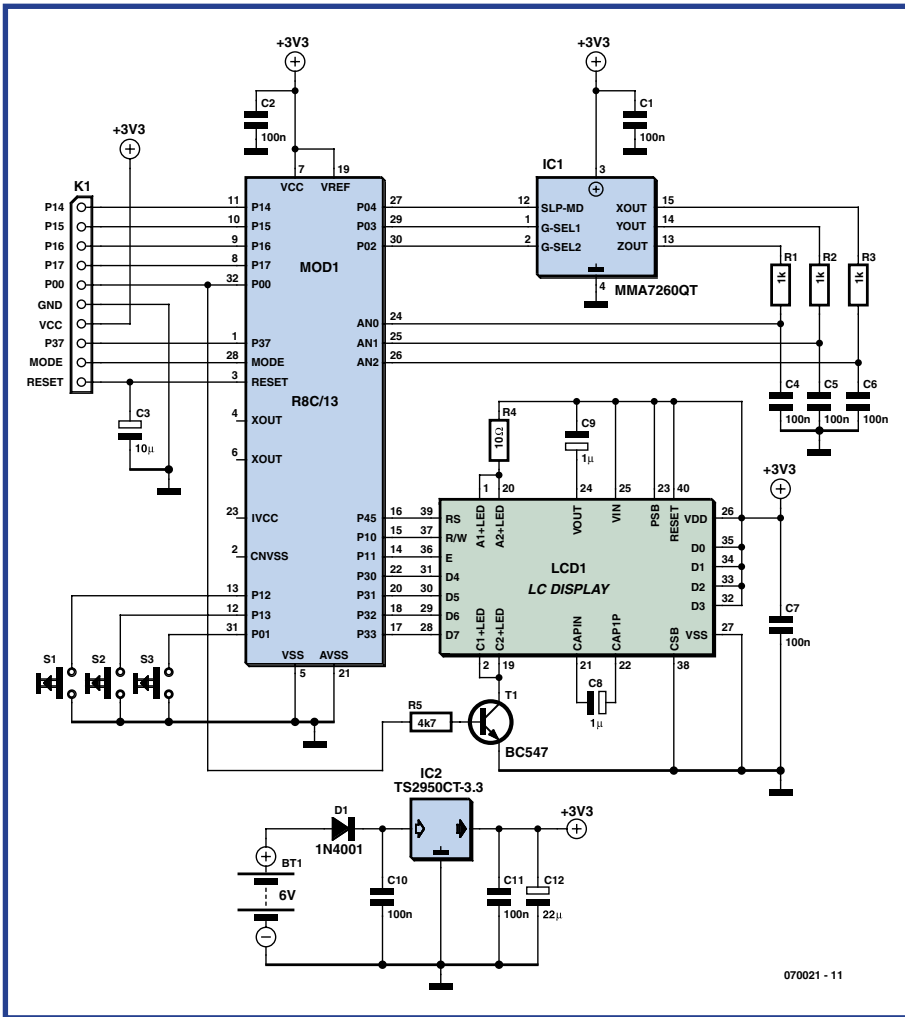 +3V3
+3V3
C2
100n
C1
100n
+3V3
K1
7 19
VCC VREF
IC1
3
P14 11 P14 P04 27 12 SLP-MD XOUT 15
P15 10 P15 P03 29 1 G-SEL1 YOUT 14
P16 9 P16 P02 30 2 G-SEL2 ZOUT 13
P17 8 P17
MOD1
P00 32 P00
4
MMA7260QT
R1 R2 R3
1k 1k 1k
GND
VCC AN0 24
P37 1 P37 AN1 25
MODE 28 MODE AN2 26
RESET 3 RESET
R8C/13
C3
10µ
4 XOUT
6 XOUT
C4 C5 C6
100n 100n 100n
R4
10Ω
C9
1µ
+3V3
1 20 24 25 23 40
A1+LED A2+LED VOUT VIN PSB RESET
23 IVCC P45 16 39 RS VDD 26
P10 15 37 R/W D0 35
2 CNVSS P11 14 36 E D1 34
LCD1
LC DISPLAY
P30 22 31 D4 D2 33
13 P12 P31 20 30 D5 D3 32
12 P13 P32 18 29 D6
31 P01 P33 17 28 D7 VSS 27
C1+LED C2+LED CAPIN CAP1P CSB
C7
100n
VSS AVSS
5 21
2 19 21 22 38
S1 S2 S3
C8
1µ
T1
BC547
R5
4k7
IC2
TS2950CT-3.3
D1
1N4001
+3V3
BT1
6V
C10
100n
C11
100n
C12
22µ
070021 - 11